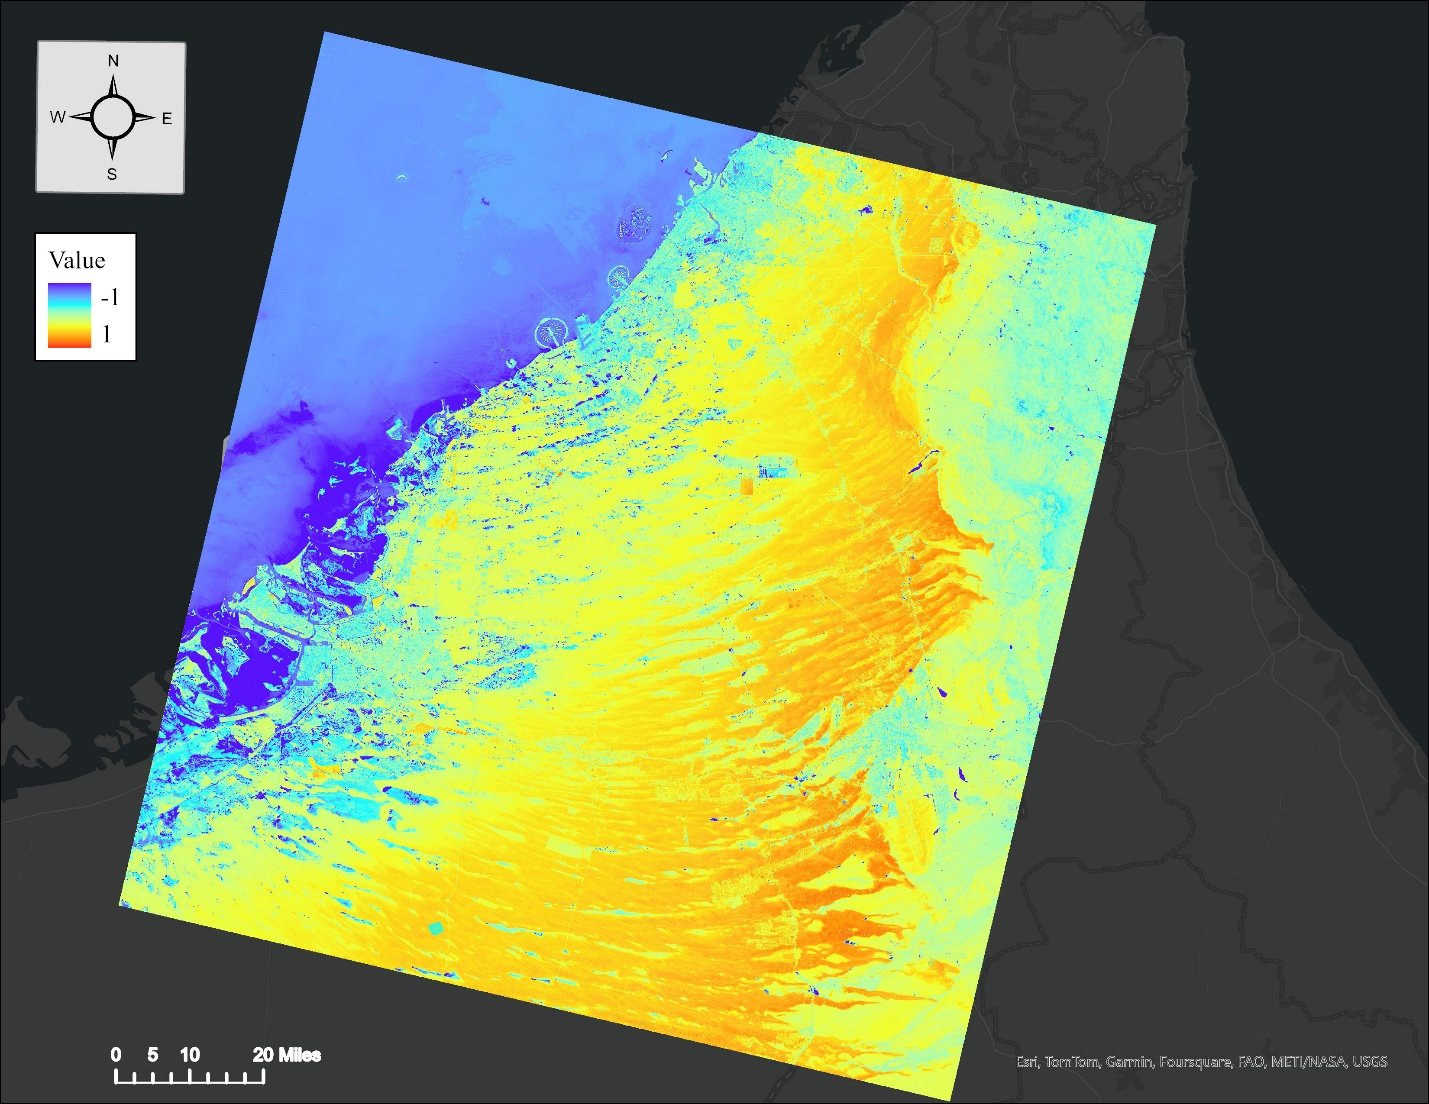 N
W E
S
Value
-1
1
0 5 10 20 Miles
Esri, TomTom, Garmin, Foursquare, FAO, METI/NASA, USGS